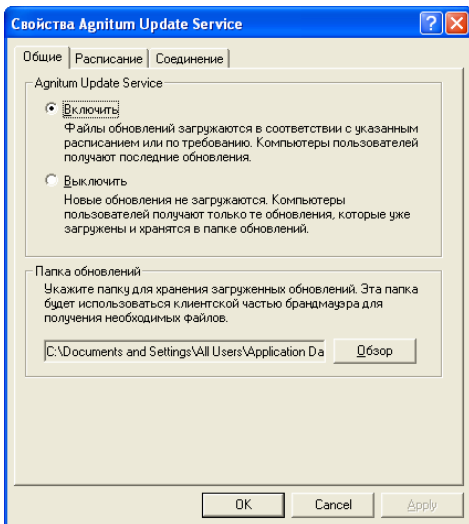 Свойства Agnitum Update Service
Общие Расписание Соединение
Agnitum Update Service
Включить
Файлы обновлений загружаются в соответствии с указанным
расписанием или по требованию. Компьютеры пользователей
получают последние обновления.
Выключить
Новые обновления не загружаются. Компьютеры
пользователей получают только те обновления, которые уже
загружены и хранятся в папке обновлений.
Папка обновлений
Укажите папку для хранения загруженных обновлений. Эта папка
будет использоваться клиентской частью брандмауэра для
получения необходимых файлов.
C:\Documents and Settings\All Users\Application Da Обзор
OK Cancel Apply